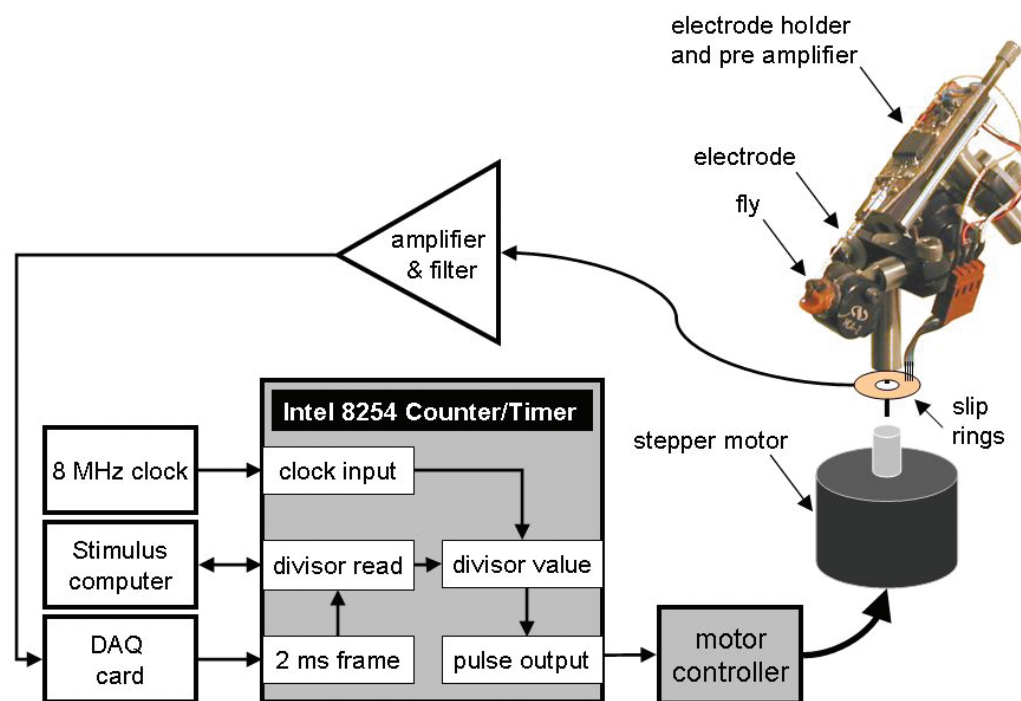 electrode holder
and pre amplifier
electrode
fly
amplifier
& filter
Intel 8254 Counter/Timer
slip
rings
stepper motor
8 MHz clock
clock input
Stimulus
computer
divisor read
divisor value
DAQ
card
2 ms frame
pulse output
motor
controller